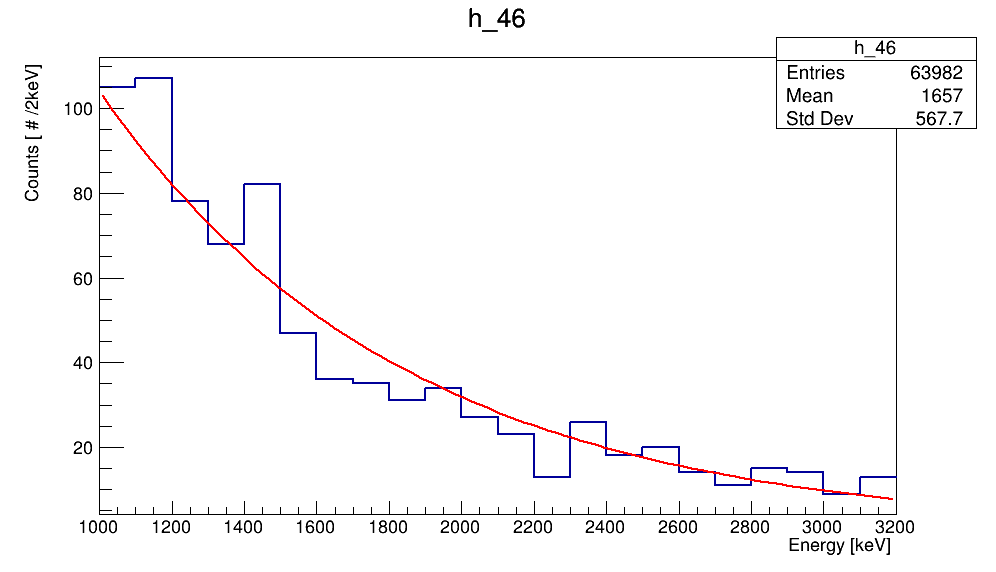 h_46
h_46
Entries 63982
Mean 1657
Std Dev 567.7
Counts [ # /2keV]
100
80
60
40
20
1000 1200 1400 1600 1800 2000 2200 2400 2600 2800 3000 3200
Energy [keV]